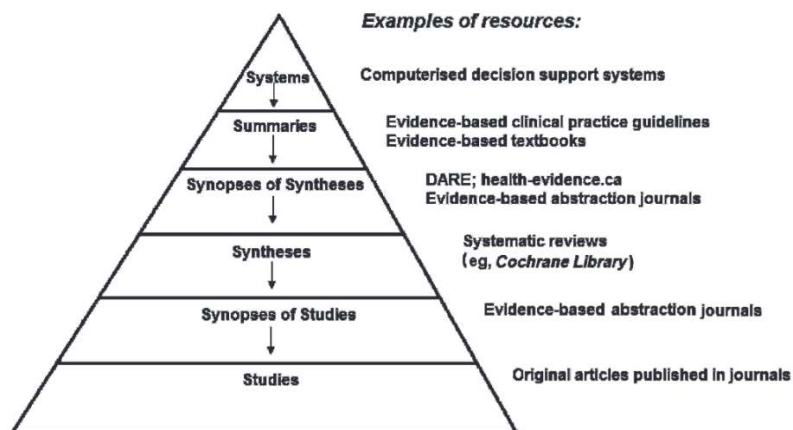 Examples of resources:
Systems
Computerised decision support systems
Summaries
Evidence-based clinical practice guidelines
Evidence-based textbooks
Synopses of Syntheses
DARE; health-evidence.ca
Evidence-based abstraction journals
Syntheses
Systematic reviews
(eg, Cochrane Library)
Synopses of Studies
Evidence-based abstraction journals
Studies
Original articles published in journals